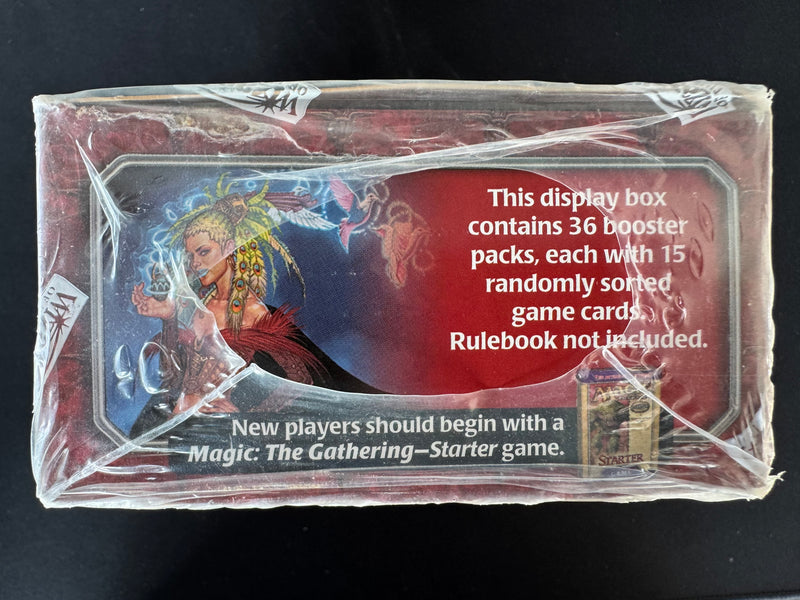 This display box
contains 36 booster
packs, each with 15
randomly sorted
game cards.
Rulebook not included.
New players should begin with a
Magic: The Gathering—Starter game.
STARTER